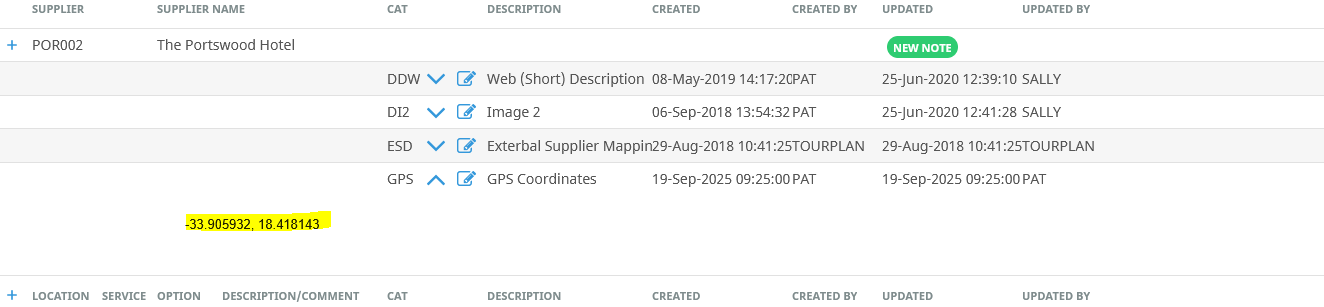 SUPPLIER SUPPLIER NAME CAT DESCRIPTION CREATED CREATED BY UPDATED UPDATED BY
+ POR002 The Portswood Hotel NEW NOTE
DDW Web (Short) Description 08-May-2019 14:17:20 PAT 25-Jun-2020 12:39:10 SALLY
DI2 Image 2 06-Sep-2018 13:54:32 PAT 25-Jun-2020 12:41:28 SALLY
ESD Exterbal Supplier Mappin 29-Aug-2018 10:41:25 TOURPLAN 29-Aug-2018 10:41:25 TOURPLAN
GPS GPS Coordinates 19-Sep-2025 09:25:00 PAT 19-Sep-2025 09:25:00 PAT
-33.905932, 18.418143
+ LOCATION SERVICE OPTION DESCRIPTION/COMMENT CAT DESCRIPTION CREATED CREATED BY UPDATED UPDATED BY